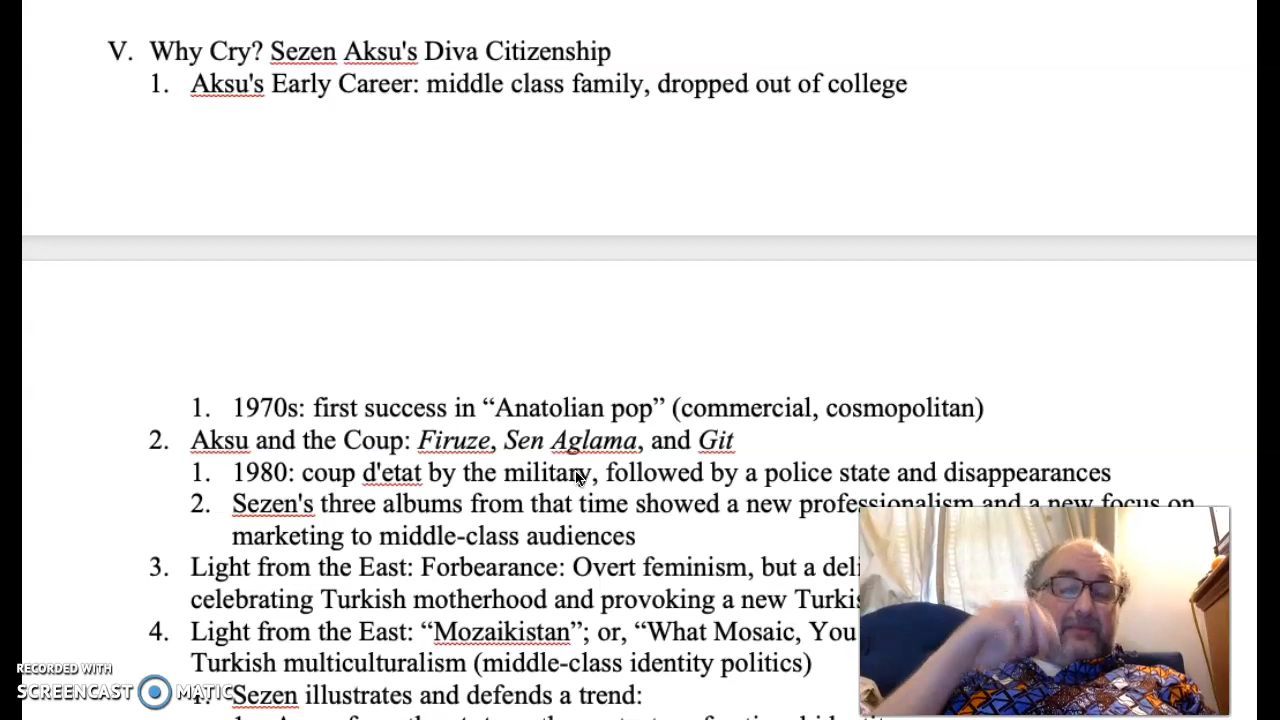 V. Why Cry? Sezen Aksu's Diva Citizenship
1. Aksu's Early Career: middle class family, dropped out of college
1. 1970s: first success in “Anatolian pop” (commercial, cosmopolitan)
2. Aksu and the Coup: Firuze, Sen Aglama, and Git
1. 1980: coup d'etat by the military, followed by a police state and disappearances
2. Sezen's three albums from that time showed a new professionalism and a new focus on
marketing to middle-class audiences
3. Light from the East: Forbearance: Overt feminism, but a deli
celebrating Turkish motherhood and provoking a new Turkis
4. Light from the East: “Mozaikistan”; or, “What Mosaic, You
Turkish multiculturalism (middle-class identity politics)
1. Sezen illustrates and defends a trend:
RECORDED WITH
SCREENCAST MATIC